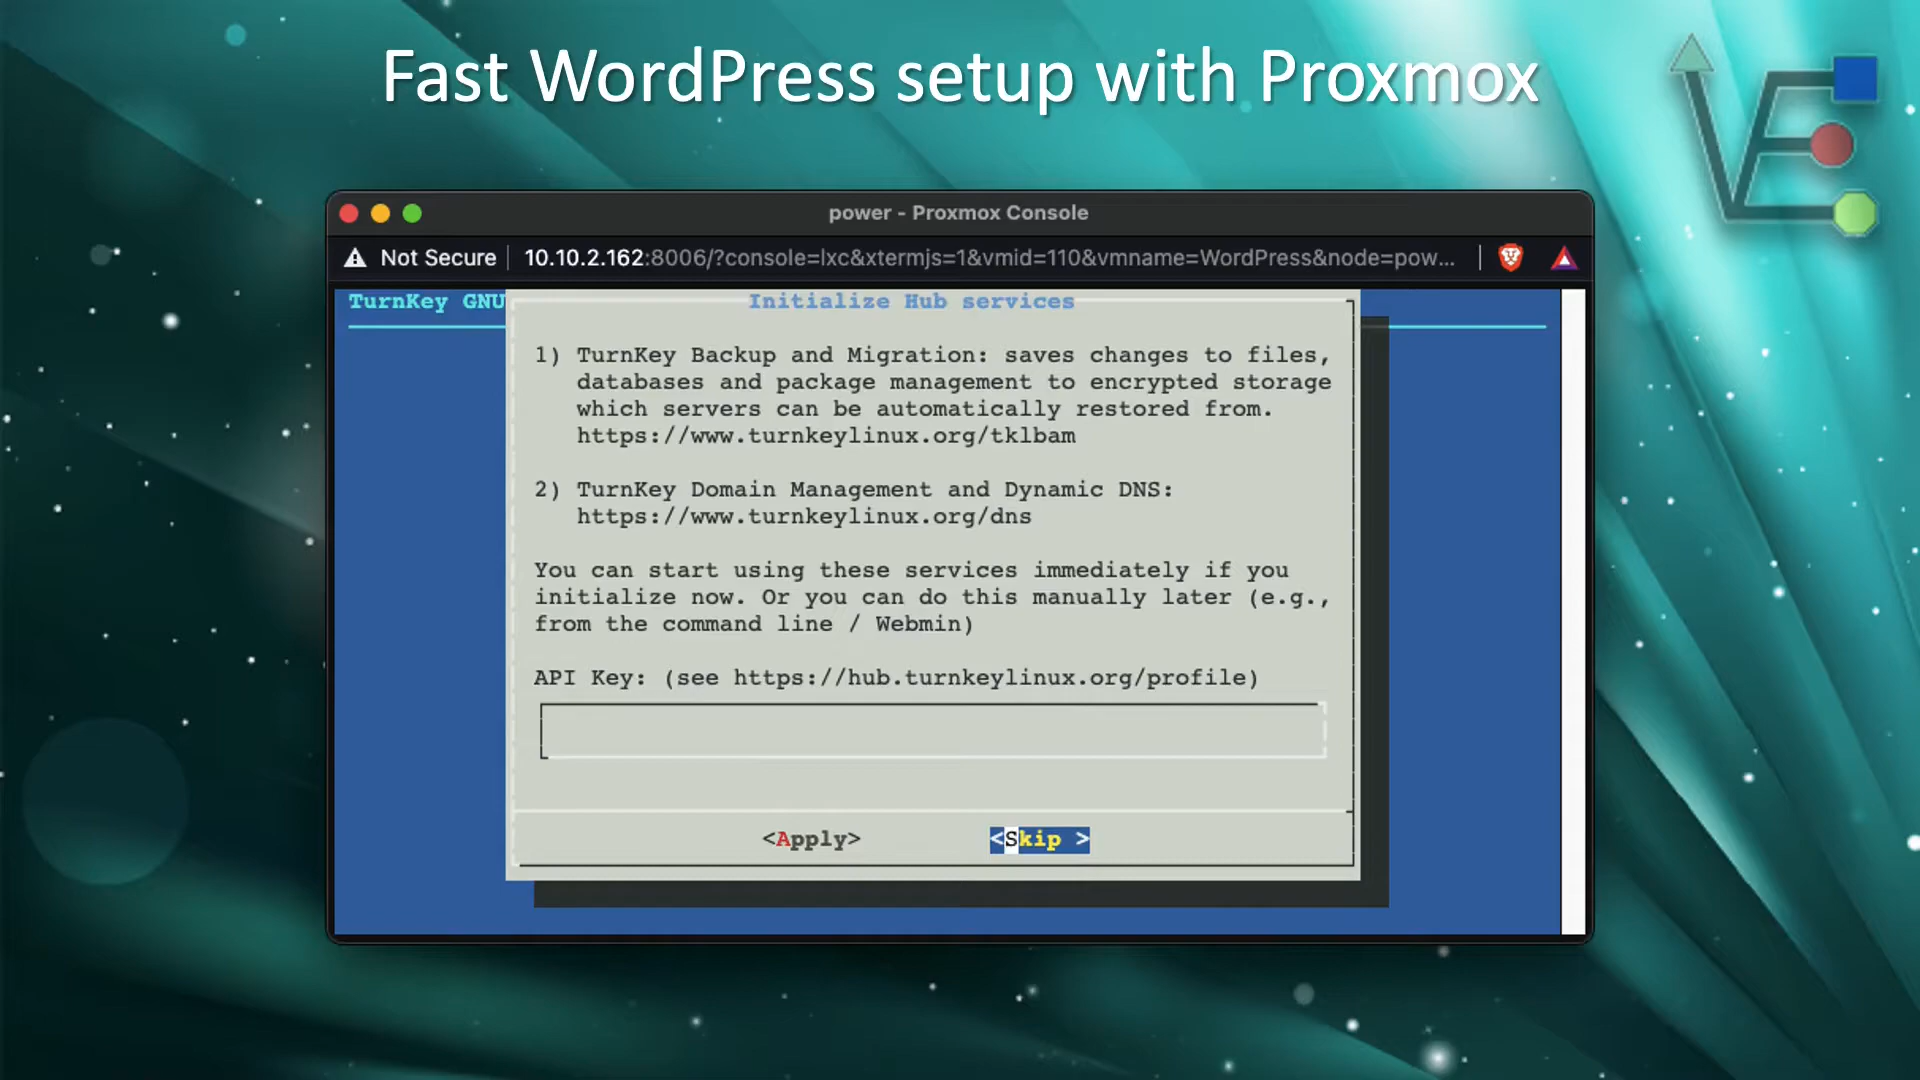 Fast WordPress setup with Proxmox
power - Proxmox Console
Not Secure | 10.10.2.162:8006/?console=lxc&xtermjs=1&vmid=110&vmname=WordPress&node=pow...
TurnKey GNU
Initialize Hub services
1) TurnKey Backup and Migration: saves changes to files,
databases and package management to encrypted storage
which servers can be automatically restored from.
https://www.turnkeylinux.org/tklbam
2) TurnKey Domain Management and Dynamic DNS:
https://www.turnkeylinux.org/dns
You can start using these services immediately if you
initialize now. Or you can do this manually later (e.g.,
from the command line / Webmin)
API Key: (see https://hub.turnkeylinux.org/profile)
<Apply> <Skip >